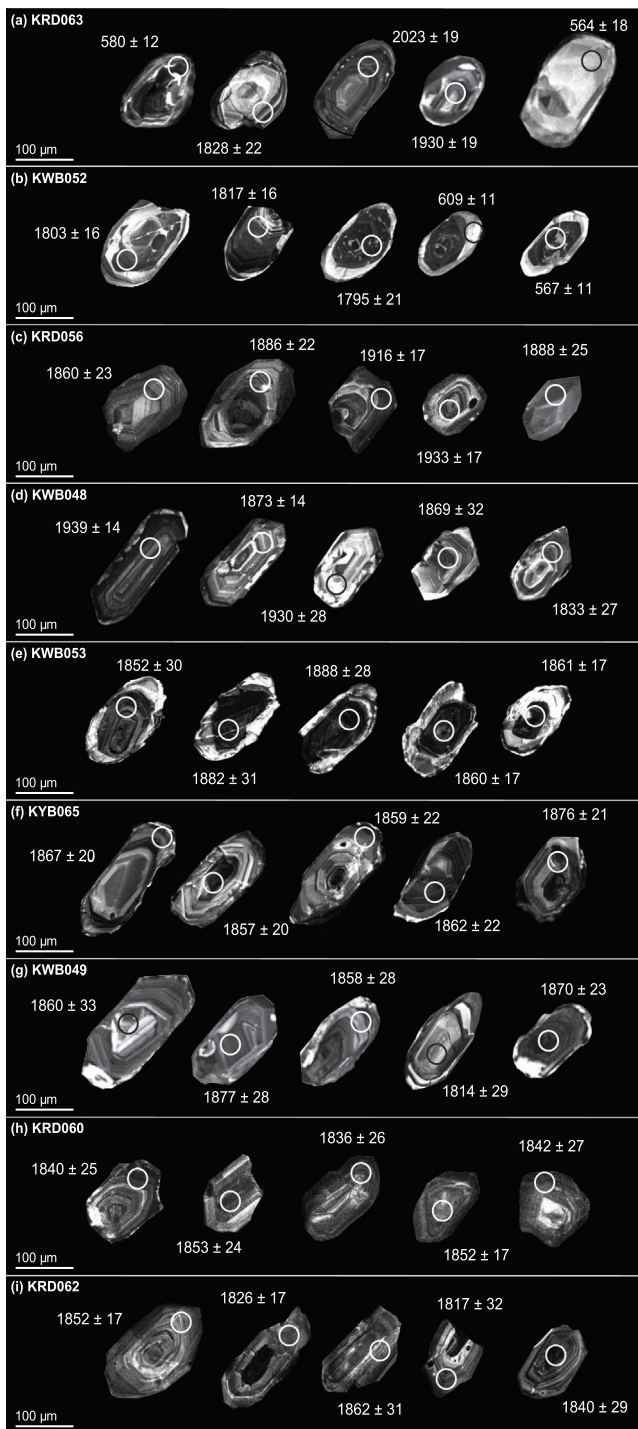 (a) KRD063
580 ± 12
1828 ± 22
2023 ± 19
1930 ± 19
564 ± 18
100 µm
(b) KWB052
1803 ± 16
1817 ± 16
1795 ± 21
609 ± 11
567 ± 11
100 µm
(c) KRD056
1860 ± 23
1886 ± 22
1916 ± 17
1933 ± 17
1888 ± 25
100 µm
(d) KWB048
1939 ± 14
1873 ± 14
1930 ± 28
1869 ± 32
1833 ± 27
100 µm
(e) KWB053
1852 ± 30
1882 ± 31
1888 ± 28
1860 ± 17
1861 ± 17
100 µm
(f) KYB065
1867 ± 20
1857 ± 20
1859 ± 22
1862 ± 22
1876 ± 21
100 µm
(g) KWB049
1860 ± 33
1877 ± 28
1858 ± 28
1814 ± 29
1870 ± 23
100 µm
(h) KRD060
1840 ± 25
1853 ± 24
1836 ± 26
1852 ± 17
1842 ± 27
100 µm
(i) KRD062
1852 ± 17
1826 ± 17
1862 ± 31
1817 ± 32
1840 ± 29
100 µm